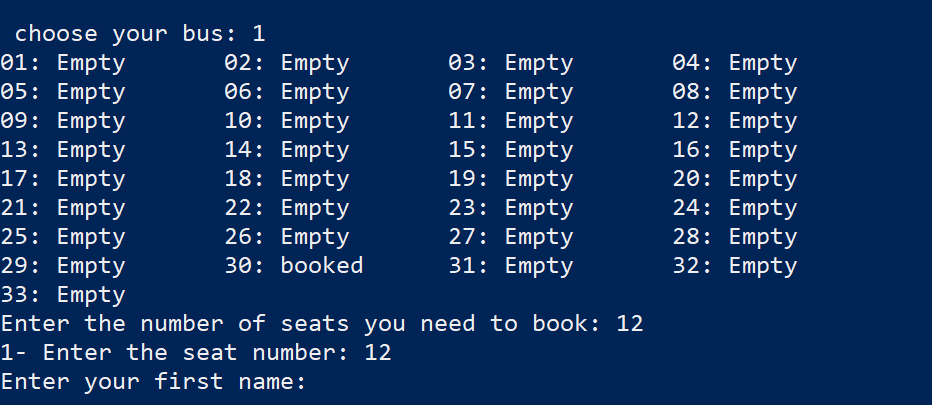 choose your bus: 1
01: Empty       02: Empty       03: Empty       04: Empty
05: Empty       06: Empty       07: Empty       08: Empty
09: Empty       10: Empty       11: Empty       12: Empty
13: Empty       14: Empty       15: Empty       16: Empty
17: Empty       18: Empty       19: Empty       20: Empty
21: Empty       22: Empty       23: Empty       24: Empty
25: Empty       26: Empty       27: Empty       28: Empty
29: Empty       30: booked      31: Empty       32: Empty
33: Empty
Enter the number of seats you need to book: 12
1- Enter the seat number: 12
Enter your first name: